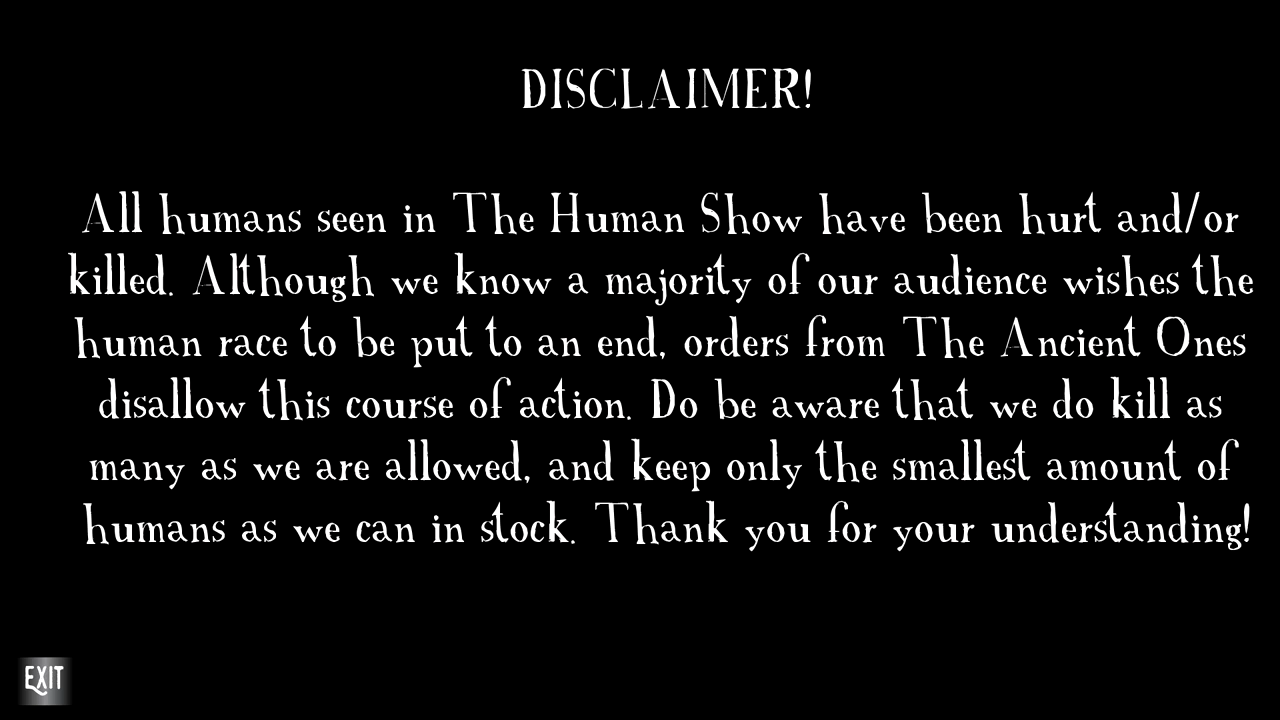 DISCLAIMER!
All humans seen in The Human Show have been hurt and/or
killed. Although we know a majority of our audience wishes the
human race to be put to an end, orders from The Ancient Ones
disallow this course of action. Do be aware that we do kill as
many as we are allowed, and keep only the smallest amount of
humans as we can in stock. Thank you for your understanding!
EXIT